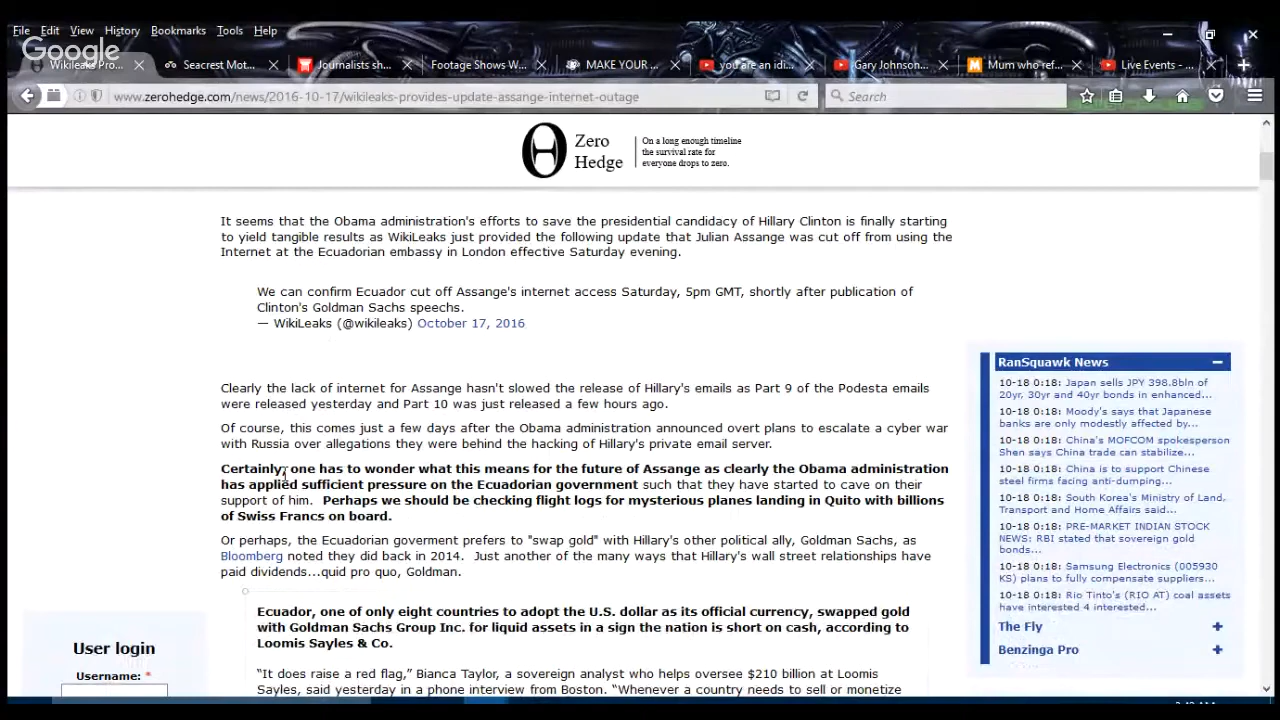 File Edit View History Bookmarks Tools Help
Google
Wikileaks Pro... Seacrest Mot... Journalists sh... Footage Shows W... MAKE YOUR ... you are an idi... Gary Johnson... Mum who ref... Live Events - ...
www.zerohedge.com/news/2016-10-17/wikileaks-provides-update-assange-internet-outage
Search
Zero
Hedge
On a long enough timeline
the survival rate for
everyone drops to zero.
It seems that the Obama administration's efforts to save the presidential candidacy of Hillary Clinton is finally starting
to yield tangible results as WikiLeaks just provided the following update that Julian Assange was cut off from using the
Internet at the Ecuadorian embassy in London effective Saturday evening.
We can confirm Ecuador cut off Assange's internet access Saturday, 5pm GMT, shortly after publication of
Clinton's Goldman Sachs speechs.
— WikiLeaks (@wikileaks) October 17, 2016
Clearly the lack of internet for Assange hasn't slowed the release of Hillary's emails as Part 9 of the Podesta emails
were released yesterday and Part 10 was just released a few hours ago.
Of course, this comes just a few days after the Obama administration announced overt plans to escalate a cyber war
with Russia over allegations they were behind the hacking of Hillary's private email server.
Certainly, one has to wonder what this means for the future of Assange as clearly the Obama administration
has applied sufficient pressure on the Ecuadorian government such that they have started to cave on their
support of him. Perhaps we should be checking flight logs for mysterious planes landing in Quito with billions
of Swiss Francs on board.
Or perhaps, the Ecuadorian goverment prefers to "swap gold" with Hillary's other political ally, Goldman Sachs, as
Bloomberg noted they did back in 2014. Just another of the many ways that Hillary's wall street relationships have
paid dividends...quid pro quo, Goldman.
Ecuador, one of only eight countries to adopt the U.S. dollar as its official currency, swapped gold
with Goldman Sachs Group Inc. for liquid assets in a sign the nation is short on cash, according to
Loomis Sayles & Co.
“It does raise a red flag,” Bianca Taylor, a sovereign analyst who helps oversee $210 billion at Loomis
Sayles, said yesterday in a phone interview from Boston. “Whenever a country needs to sell or monetize
User login
Username: *
RanSquawk News
10-18 0:18: Japan sells JPY 398.8bln of
20yr, 30yr and 40yr bonds in enhanced...
10-18 0:18: Moody's says that Japanese
banks are only modestly affected by...
10-18 0:18: China's MOFCOM spokesperson
Shen says China trade can stabilize...
10-18 0:18: China is to support Chinese
steel firms facing anti-dumping...
10-18 0:18: South Korea's Ministry of Land,
Transport and Home Affairs said...
10-18 0:18: PRE-MARKET INDIAN STOCK
NEWS: RBI stated that sovereign gold
bonds...
10-18 0:18: Samsung Electronics (005930
KS) plans to fully compensate suppliers...
10-18 0:18: Rio Tinto's (RIO AT) coal assets
have interested 4 interested...
The Fly
Benzinga Pro